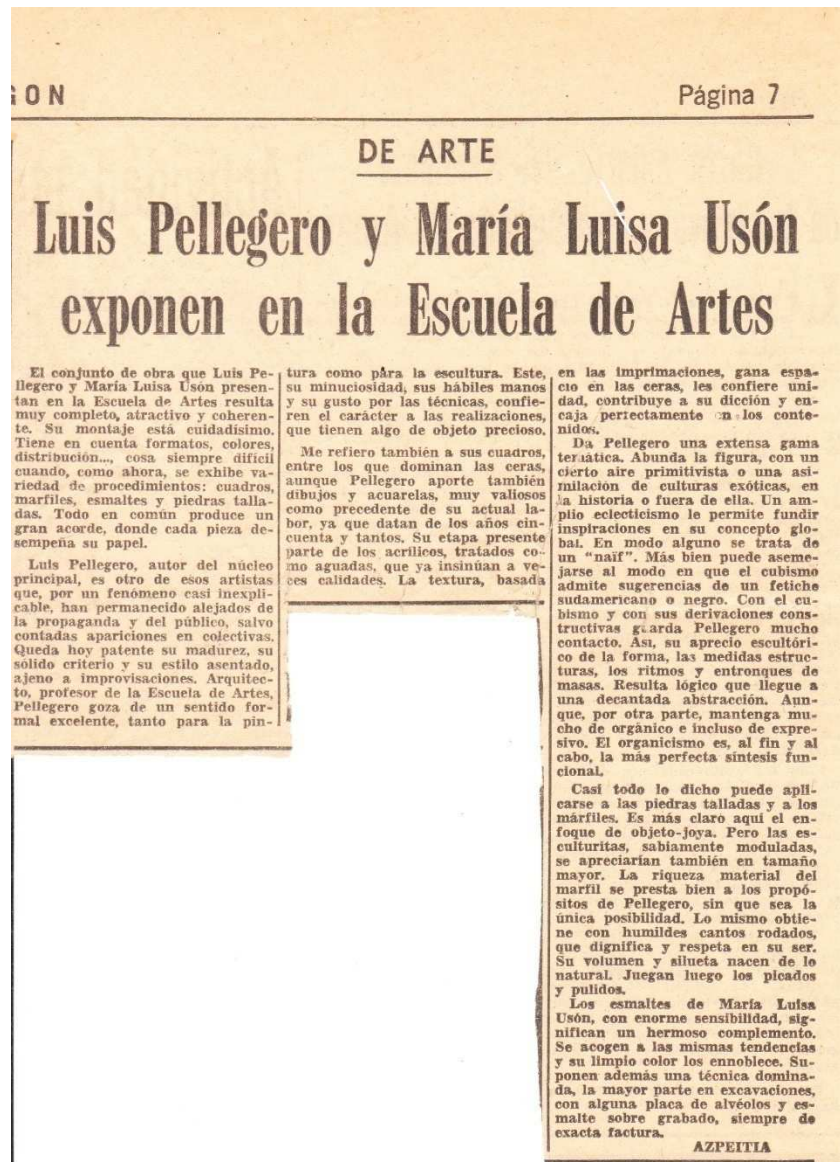 GON
Página 7
DE ARTE
Luis Pellegero y María Luisa Usón
exponen en la Escuela de Artes
El conjunto de obra que Luis Pe-
llegero y María Luisa Usón presen-
tan en la Escuela de Artes resulta
muy completo, atractivo y coheren-
te. Su montaje está cuidadísimo.
Tiene en cuenta formatos, colores,
distribución..., cosa siempre difícil
cuando, como ahora, se exhibe va-
riedad de procedimientos: cuadros,
marfiles, esmaltes y piedras talla-
das. Todo en común produce un
gran acorde, donde cada pieza de-
sempeña su papel.
Luis Pellegero, autor del núcleo
principal, es otro de esos artistas
que, por un fenómeno casi inexpli-
cable, han permanecido alejados de
la propaganda y del público, salvo
contadas apariciones en colectivas.
Queda hoy patente su madurez, su
sólido criterio y su estilo asentado,
ajeno a improvisaciones. Arquitec-
to, profesor de la Escuela de Artes,
Pellegero goza de un sentido for-
mal excelente, tanto para la pin-
tura como para la escultura. Este,
su minuciosidad, sus hábiles manos
y su gusto por las técnicas, confie-
ren el carácter a las realizaciones,
que tienen algo de objeto precioso.
Me refiero también a sus cuadros,
entre los que dominan las ceras,
aunque Pellegero aporte también
dibujos y acuarelas, muy valiosos
como precedente de su actual la-
bor, ya que datan de los años cin-
cuenta y tantos. Su etapa presente
parte de los acrílicos, tratados co-
mo aguadas, que ya insinúan a ve-
ces calidades. La textura, basada
en las imprimaciones, gana espa-
cio en las ceras, les confiere uni-
dad, contribuye a su dicción y en-
caja perfectamente en los conte-
nidos.
Da Pellegero una extensa gama
temática. Abunda la figura, con un
cierto aire primitivista o una asi-
milación de culturas exóticas, en
la historia o fuera de ella. Un am-
plio eclecticismo le permite fundir
inspiraciones en su concepto glo-
bal. En modo alguno se trata de
un "naïf". Más bien puede aseme-
jarse al modo en que el cubismo
admite sugerencias de un fetiche
sudamericano o negro. Con el cu-
bismo y con sus derivaciones cons-
tructivas guarda Pellegero mucho
contacto. Así, su aprecio escultóri-
co de la forma, las medidas estruc-
turas, los ritmos y entronques de
masas. Resulta lógico que llegue a
una decantada abstracción. Aun-
que, por otra parte, mantenga mu-
cho de orgánico e incluso de expre-
sivo. El organicismo es, al fin y al
cabo, la más perfecta síntesis fun-
cional.
Casi todo lo dicho puede apli-
carse a las piedras talladas y a los
márfiles. Es más claro aquí el en-
foque de objeto-joya. Pero las es-
culturitas, sabiamente moduladas,
se apreciarían también en tamaño
mayor. La riqueza material del
marfil se presta bien a los propó-
sitos de Pellegero, sin que sea la
única posibilidad. Lo mismo obtie-
ne con humildes cantos rodados,
que dignifica y respeta en su ser.
Su volumen y silueta nacen de lo
natural. Juegan luego los picados
y pulidos.
Los esmaltes de María Luisa
Usón, con enorme sensibilidad, sig-
nifican un hermoso complemento.
Se acogen a las mismas tendencias
y su limpio color los ennoblece. Su-
ponen además una técnica domina-
da, la mayor parte en excavaciones,
con alguna placa de alvéolos y es-
malte sobre grabado, siempre de
exacta factura.
AZPEITIA